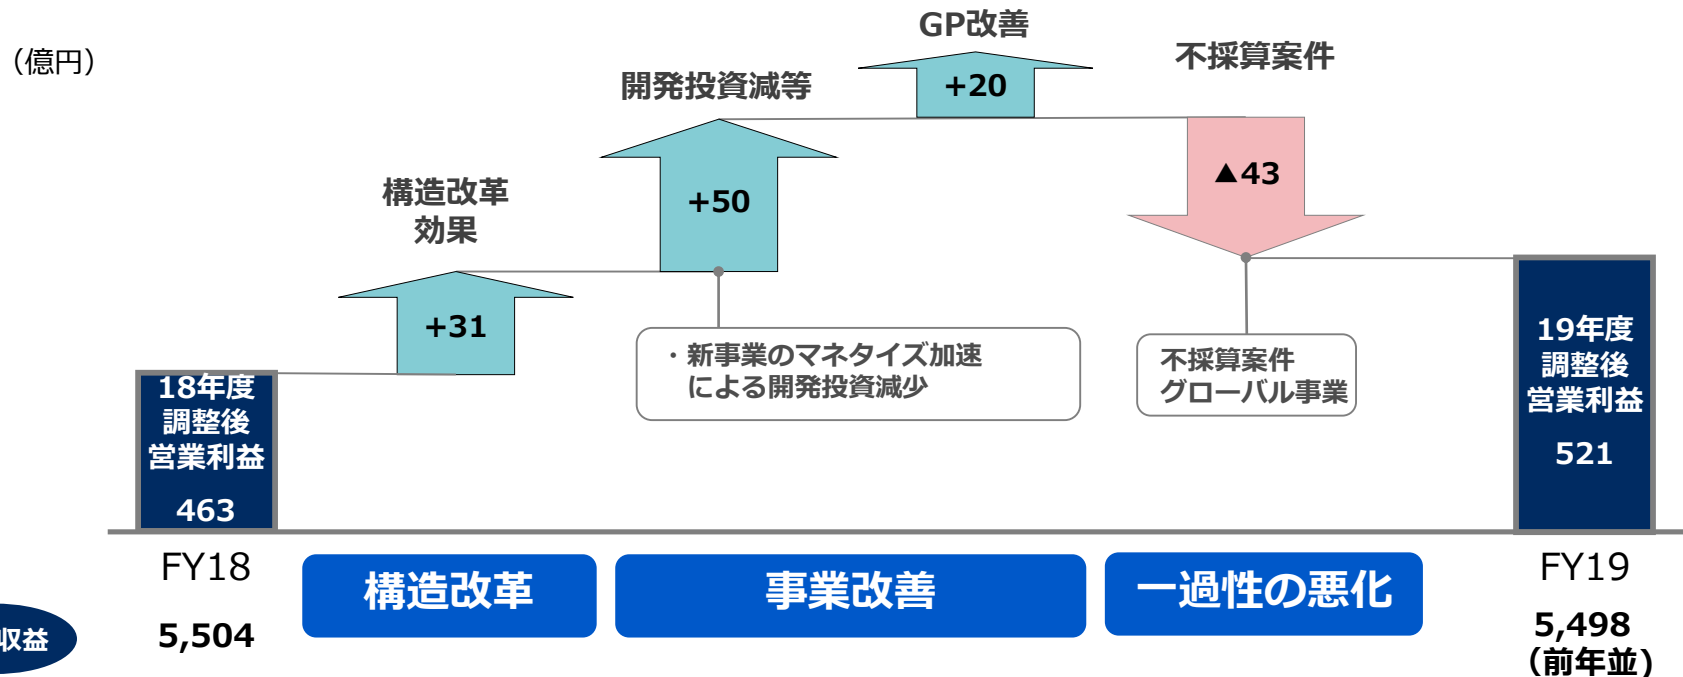 （億円）
GP改善
+20
不採算案件
開発投資減等
+50
▲43
構造改革
効果
+31
・新事業のマネタイズ加速
による開発投資減少
不採算案件
グローバル事業
18年度
調整後
営業利益
463
19年度
調整後
営業利益
521
FY18
構造改革
事業改善
一過性の悪化
FY19
収益
5,504
5,498
（前年並)